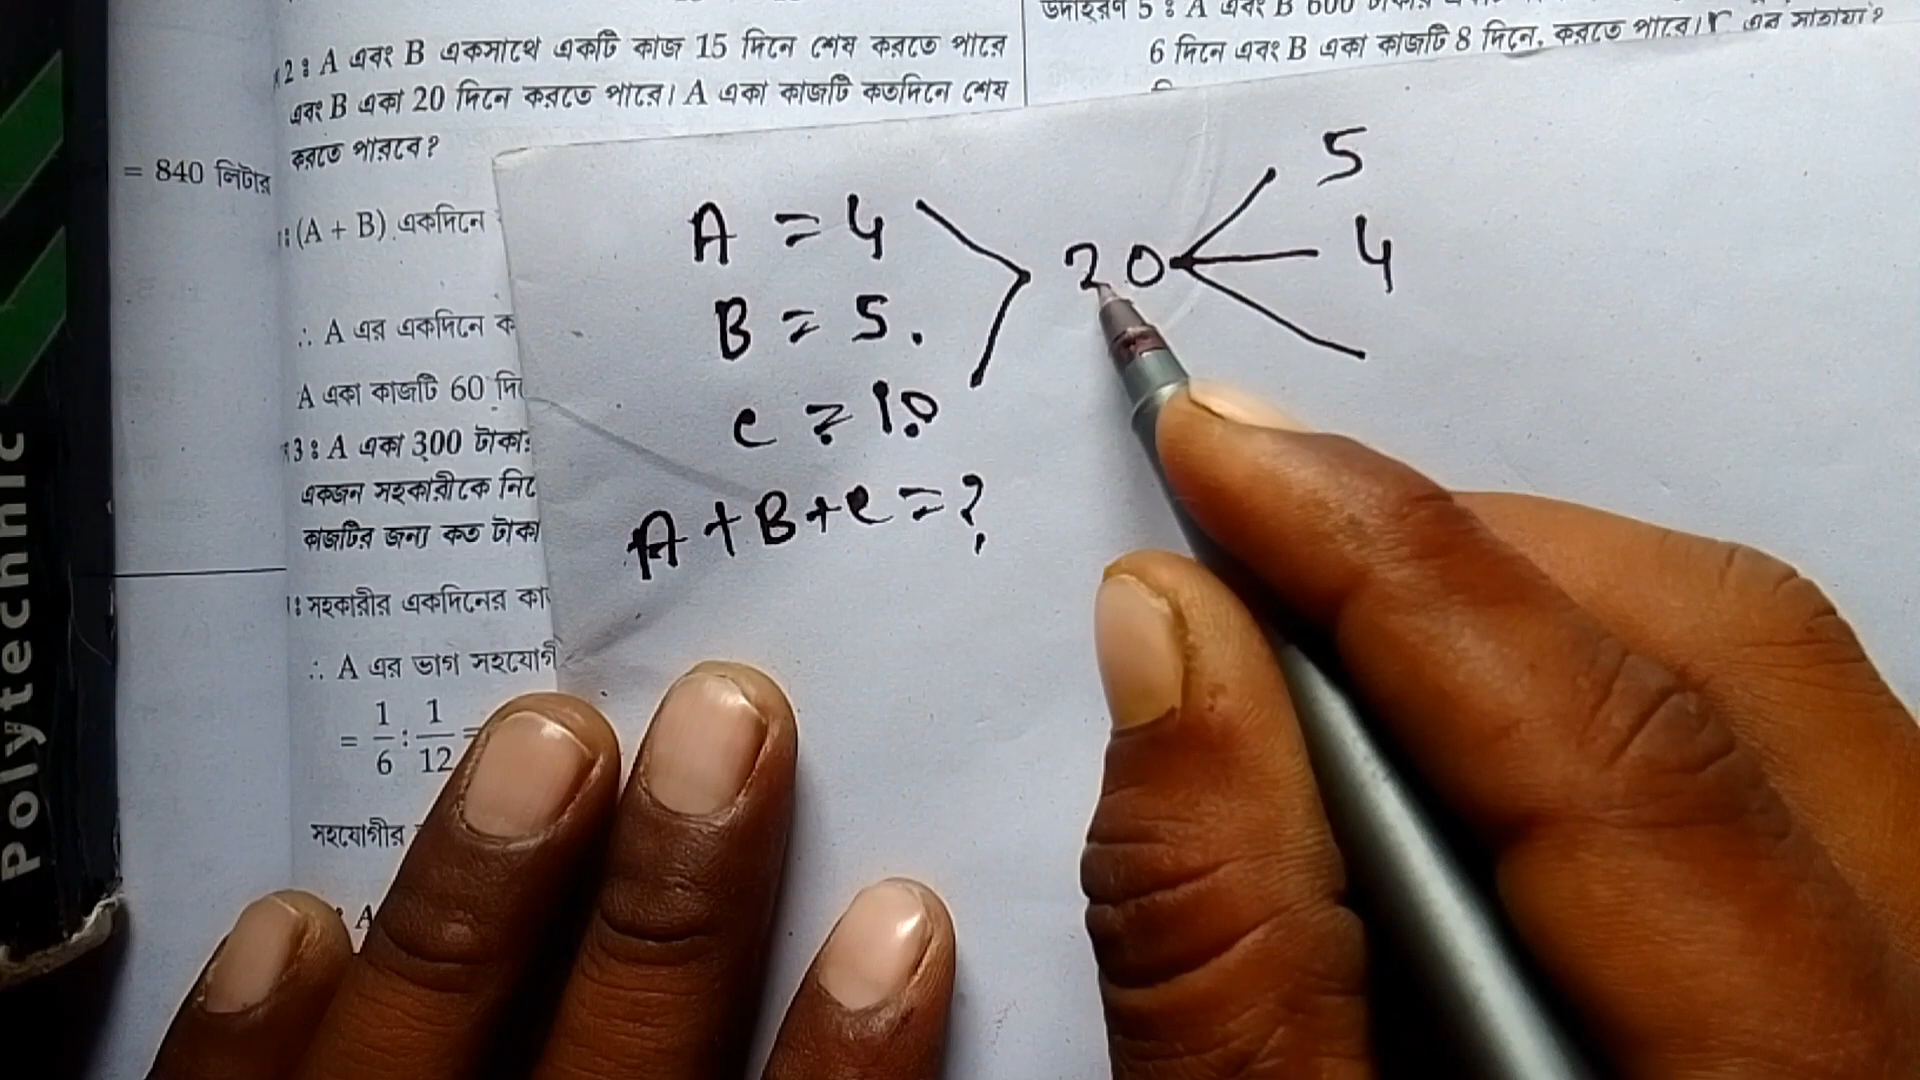 2 ঃ A এবং B একসাথে একটি কাজ 15 দিনে শেষ করতে পারে
এবং B একা 20 দিনে করতে পারে। A একা কাজটি কতদিনে শেষ
করতে পারবে?
= 840 লিটার
(A + B) একদিনে
∴ A এর একদিনে ক
A একা কাজটি 60 দি
3 ঃ A একা 300 টাকা
একজন সহকারীকে নি
কাজটির জন্য কত টাকা
সহকারীর একদিনের কা
∴ A এর ভাগ সহযোগী
= 1/6 : 1/12 =
সহযোগীর
A
উদাহরণ 5 ঃ A এবং B 600
6 দিনে এবং B একা কাজটি 8 দিনে, করতে পারে।
A = 4
B = 5.
C = 10
A + B + C = ?
20
5
4
Polytechnic